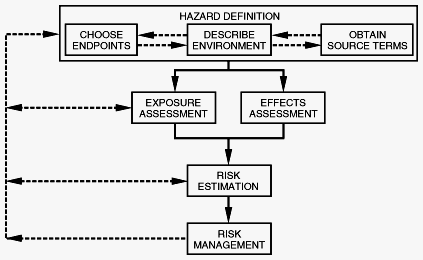 HAZARD DEFINITION
CHOOSE
ENDPOINTS
DESCRIBE
ENVIRONMENT
OBTAIN
SOURCE TERMS
EXPOSURE
ASSESSMENT
EFFECTS
ASSESSMENT
RISK
ESTIMATION
RISK
MANAGEMENT